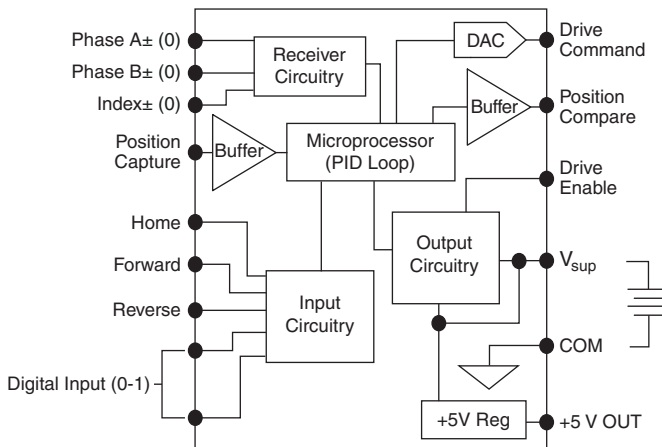 Phase A± (0)
Phase B± (0)
Index± (0)
Position
Capture
Home
Forward
Reverse
Digital Input (0-1)
Receiver
Circuitry
Buffer
Microprocessor
(PID Loop)
Input
Circuitry
DAC
Buffer
Output
Circuitry
+5V Reg
Drive
Command
Position
Compare
Drive
Enable
Vsup
COM
+5 V OUT